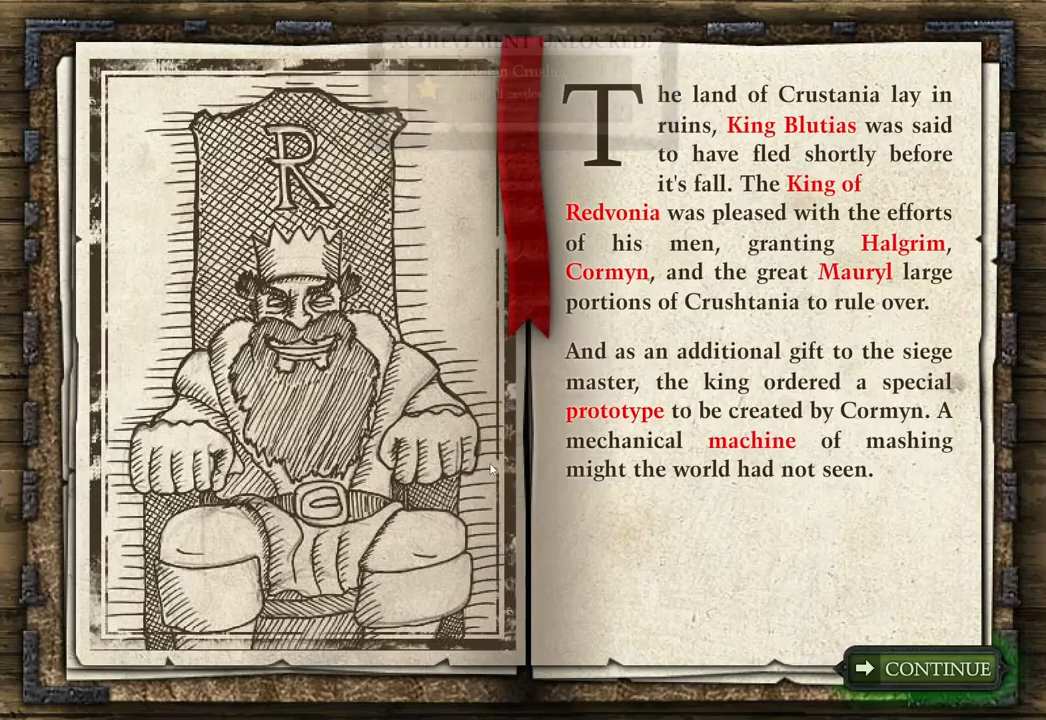 ACHIEVEMENT UNLOCKED!
R
The land of Crustania lay in
ruins, King Blutias was said
to have fled shortly before
it's fall. The King of
Redvonia was pleased with the efforts
of his men, granting Halgrim,
Cormyn, and the great Mauryl large
portions of Crushtania to rule over.
And as an additional gift to the siege
master, the king ordered a special
prototype to be created by Cormyn. A
mechanical machine of mashing
might the world had not seen.
CONTINUE